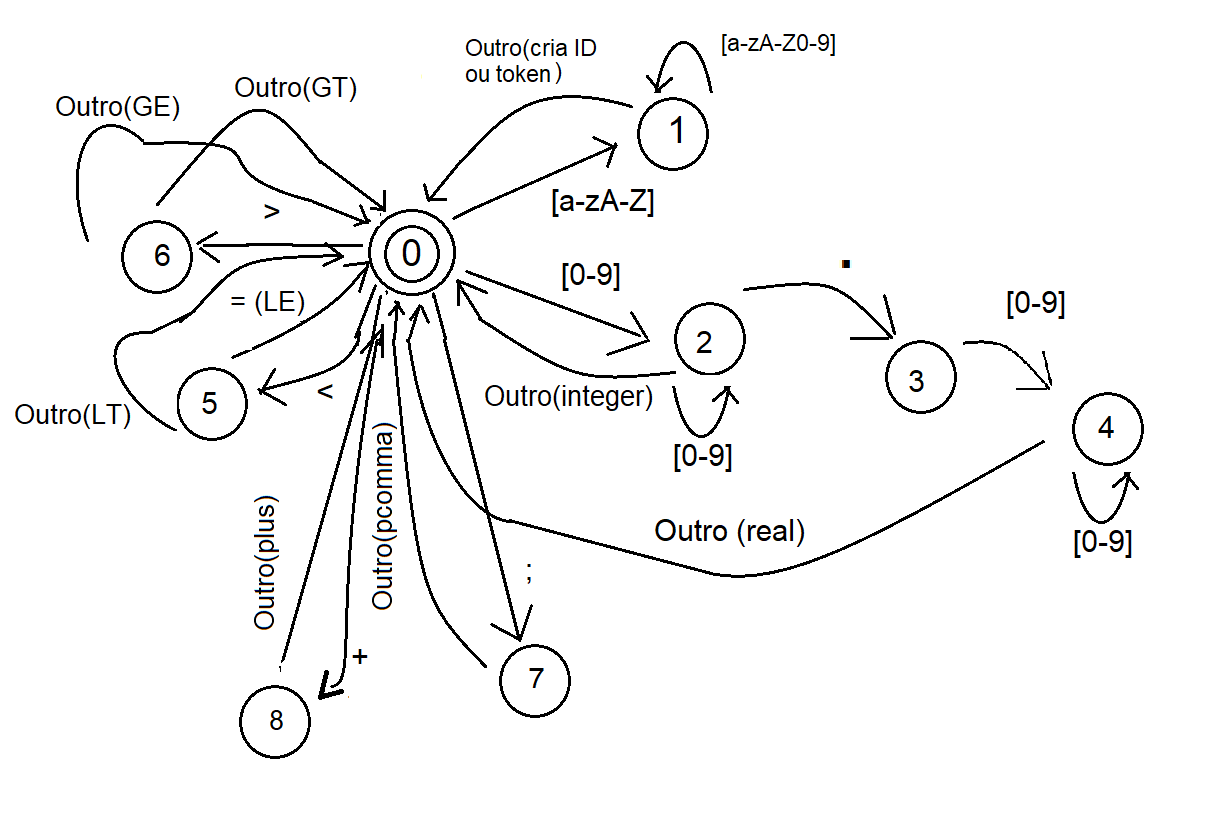 Outro(cria ID
ou token)
[a-zA-Z0-9]
Outro(GT)
Outro(GE)
1
[a-zA-Z]
>
6
0
[0-9]
.
= (LE)
[0-9]
2
3
<
5
Outro(integer)
Outro(LT)
[0-9]
4
Outro(plus)
Outro(pcomma)
Outro (real)
[0-9]
;
+
7
8